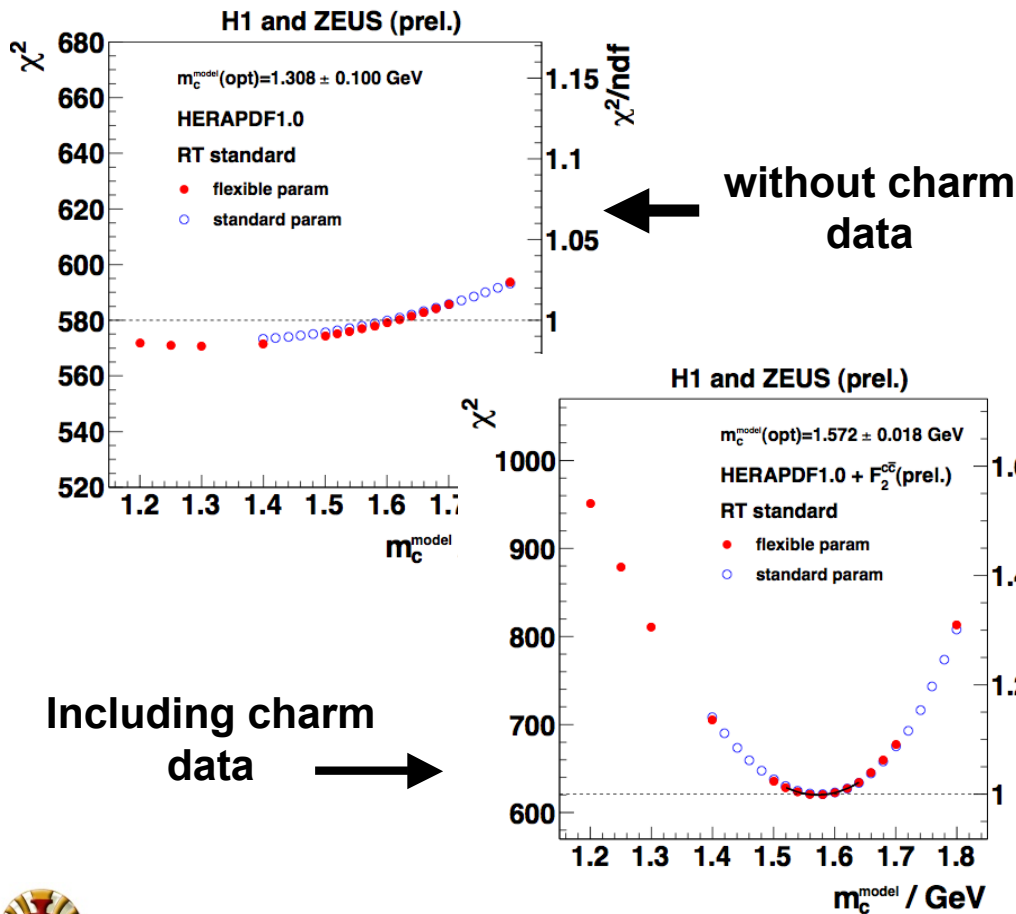 H1 and ZEUS (prel.)
χ²
680
660
640
620
600
580
560
540
520
m_c^model(opt)=1.308 ± 0.100 GeV
HERAPDF1.0
RT standard
flexible param
standard param
1.15
1.1
1.05
1
χ²/ndf
1.2 1.3 1.4 1.5 1.6
m_c^model
without charm
data
H1 and ZEUS (prel.)
χ²
1000
900
800
700
600
m_c^model(opt)=1.572 ± 0.018 GeV
HERAPDF1.0 + F_2^cc̅(prel.)
RT standard
flexible param
standard param
1
1.2 1.3 1.4 1.5 1.6 1.7 1.8
m_c^model / GeV
Including charm
data